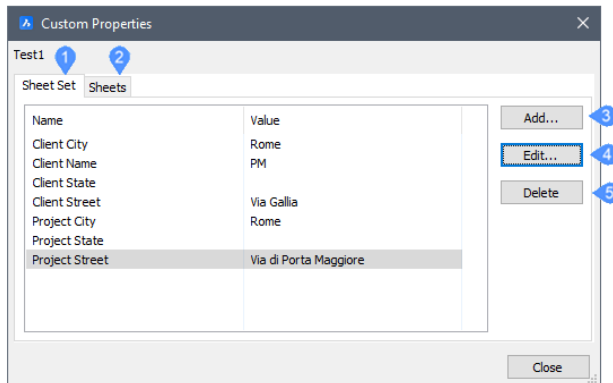 Custom Properties
Test1 1 2
Sheet Set Sheets
Name Value
Client City Rome
Client Name PM
Client State
Client Street Via Gallia
Project City Rome
Project State
Project Street Via di Porta Maggiore
Add... 3
Edit... 4
Delete 5
Close